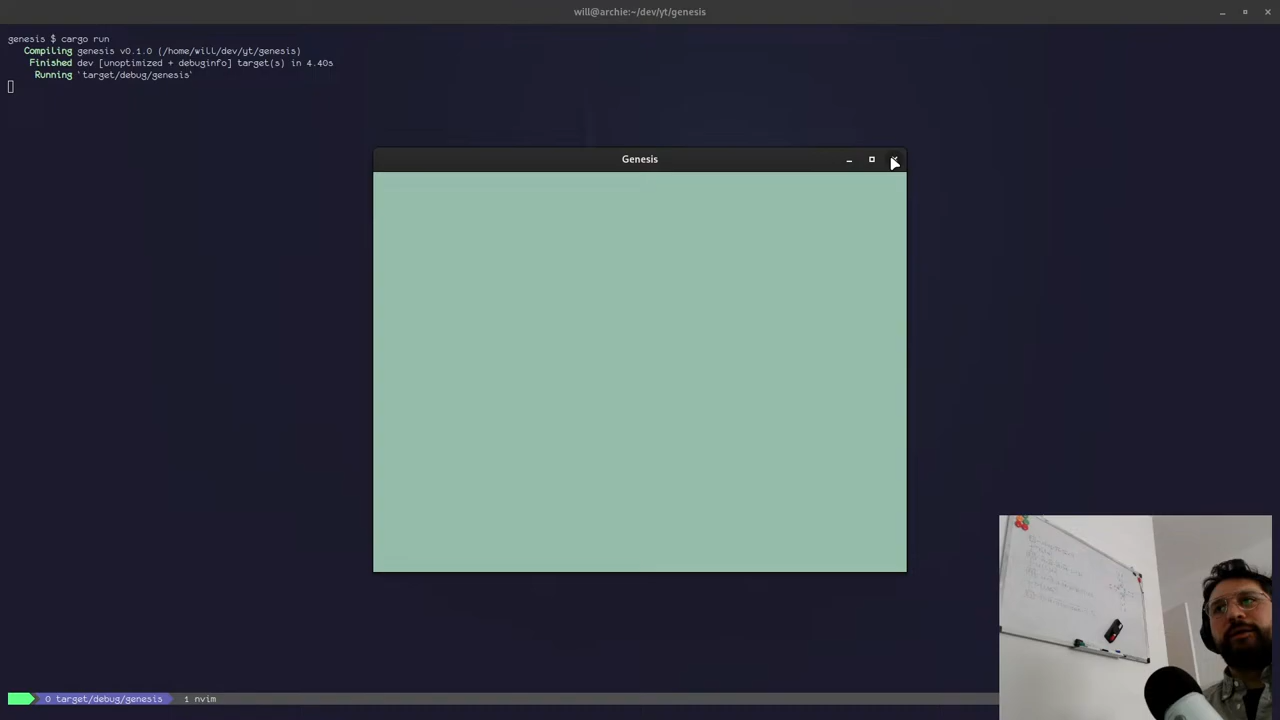 will@archie:~/dev/yt/genesis
genesis $ cargo run
Compiling genesis v0.1.0 (/home/will/dev/yt/genesis)
Finished dev [unoptimized + debuginfo] target(s) in 4.40s
Running `target/debug/genesis`
Genesis
0 target/debug/genesis 1 nvim